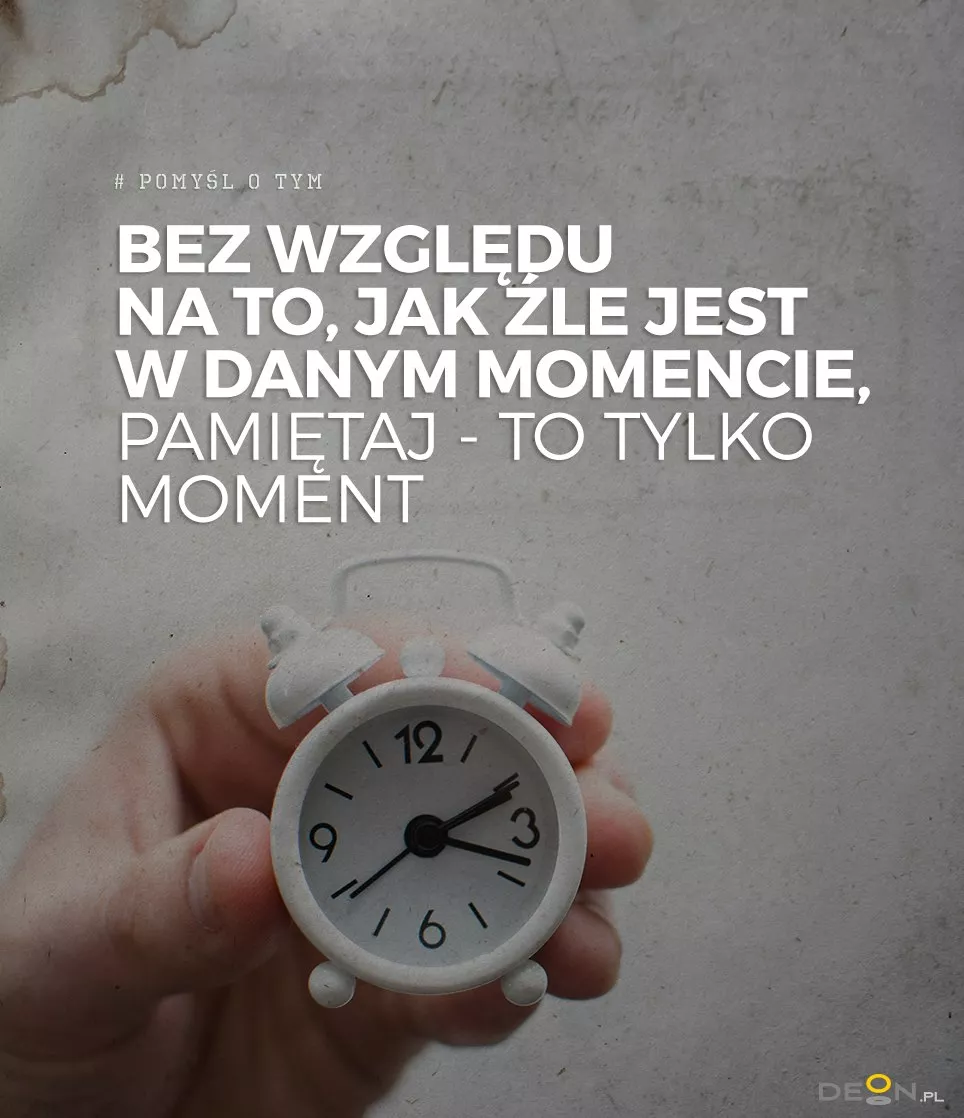 # POMYŚL O TYM
BEZ WZGLĘDU
NA TO, JAK ŹLE JEST
W DANYM MOMENCIE,
PAMIĘTAJ - TO TYLKO
MOMENT
12
9
3
6
DEON.PL